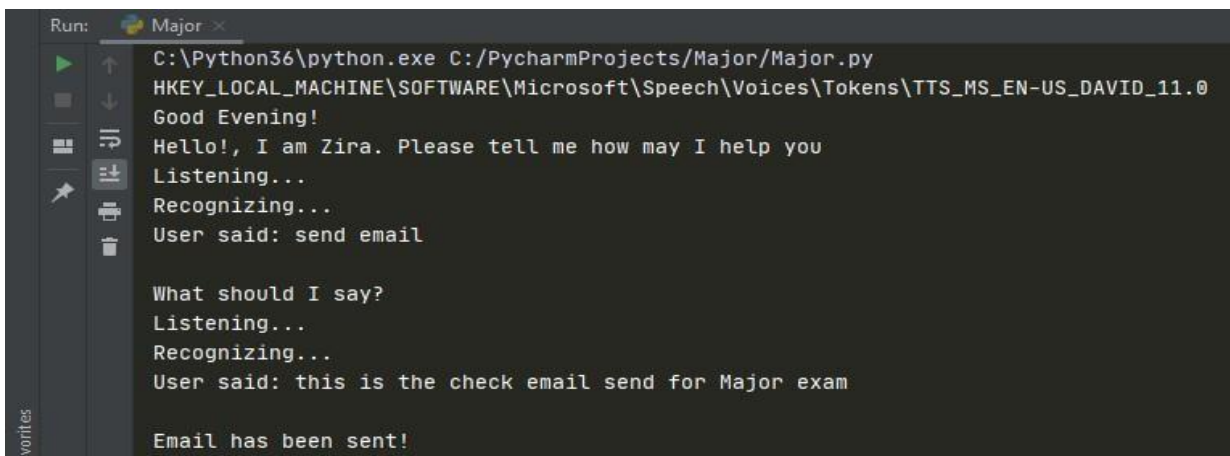 Run: Major
C:\Python36\python.exe C:/PycharmProjects/Major/Major.py
HKEY_LOCAL_MACHINE\SOFTWARE\Microsoft\Speech\Voices\Tokens\TTS_MS_EN-US_DAVID_11.0
Good Evening!
Hello!, I am Zira. Please tell me how may I help you
Listening...
Recognizing...
User said: send email
What should I say?
Listening...
Recognizing...
User said: this is the check email send for Major exam
Email has been sent!
vorites